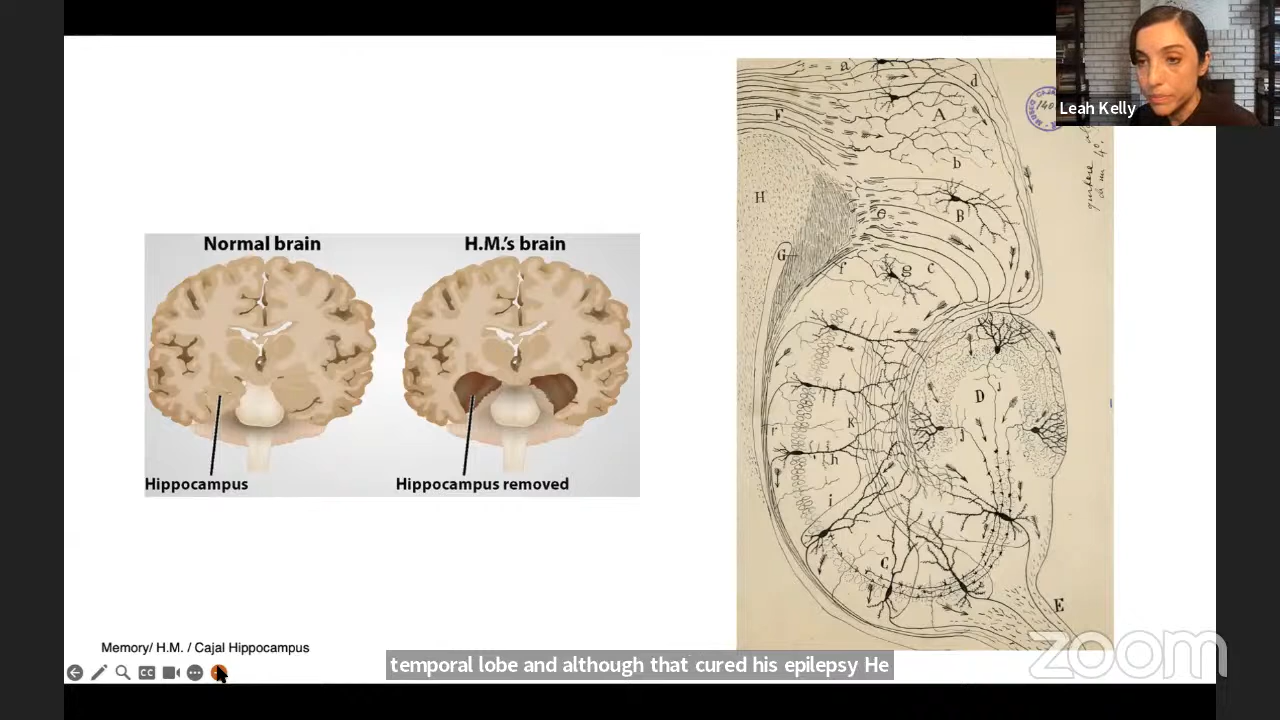 Leah Kelly
Normal brain
H.M.'s brain
Hippocampus
Hippocampus removed
a
d
F
A
b
H
e
B
G
f
g
c
D
r
K
j
h
i
C
E
Memory/ H.M. / Cajal Hippocampus
CC
temporal lobe and although that cured his epilepsy He
zoom